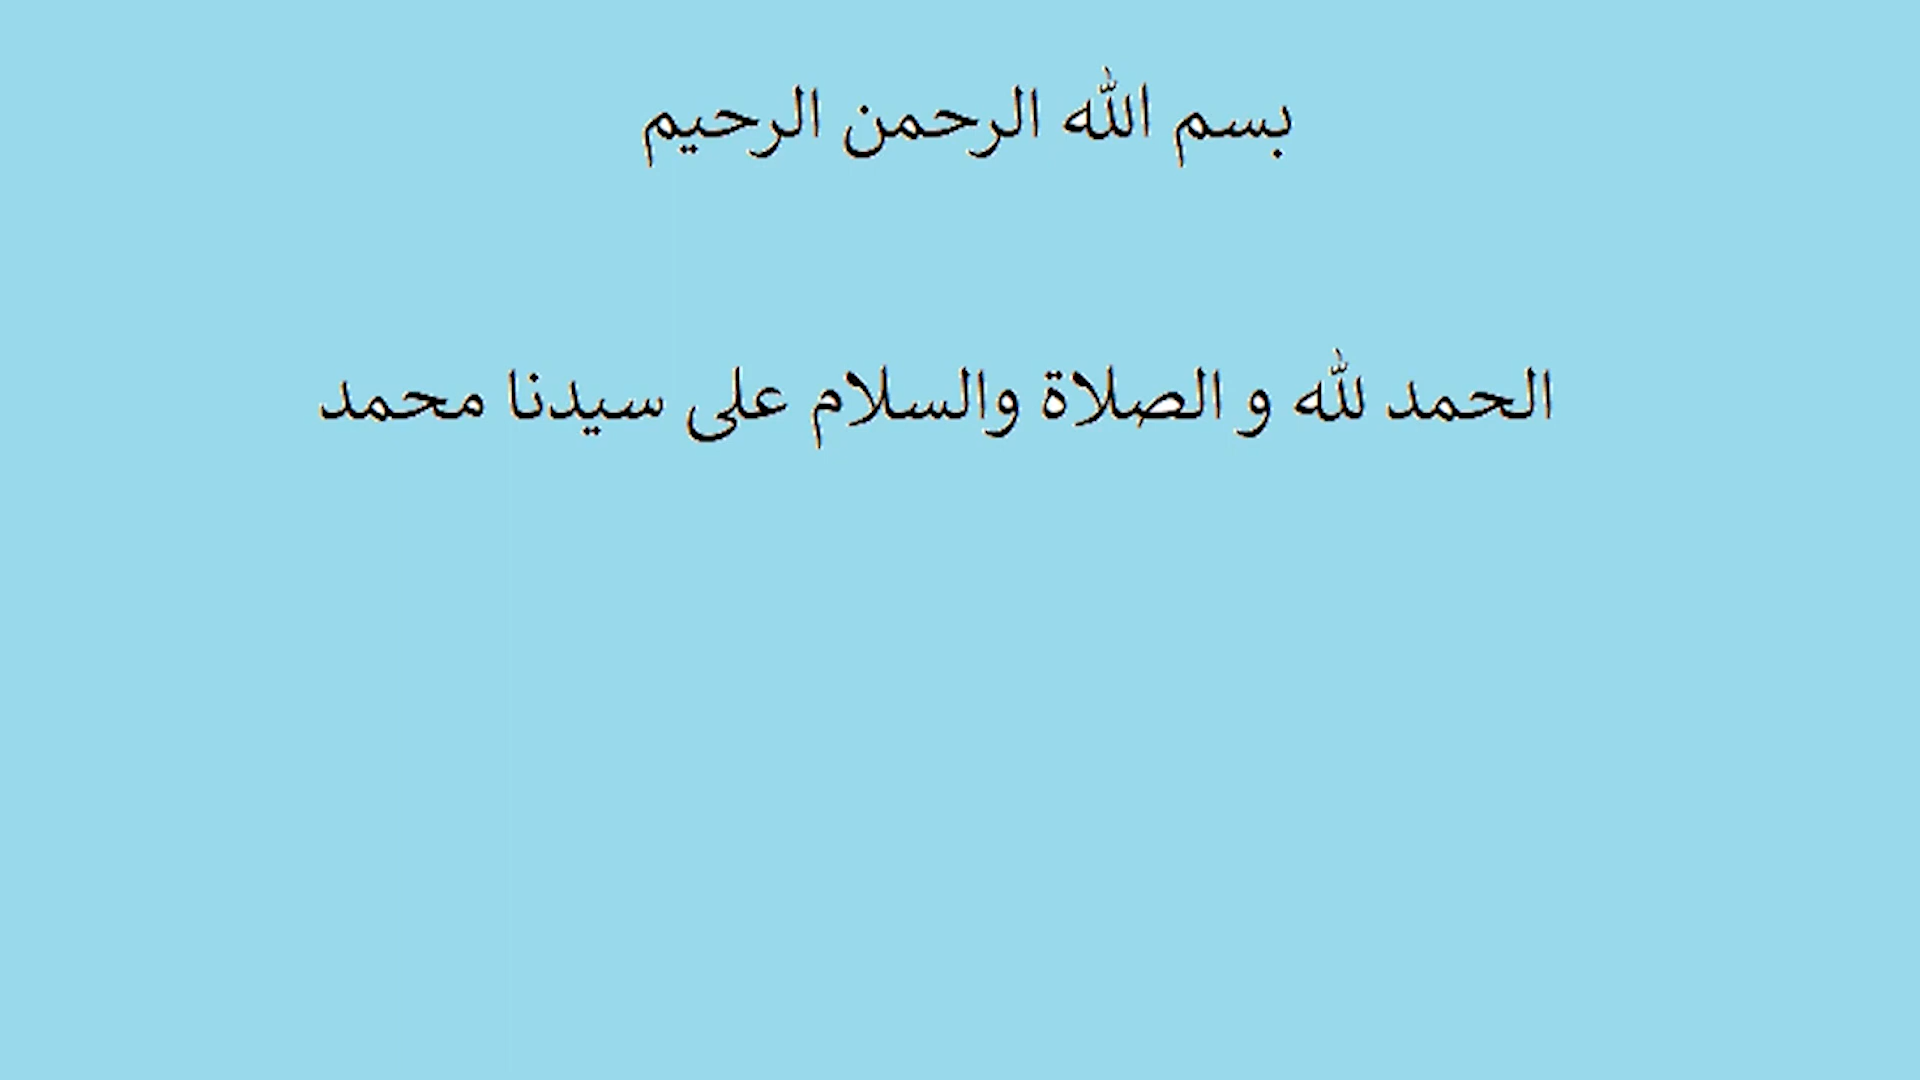 بسم الله الرحمن الرحيم
الحمد لله و الصلاة والسلام على سيدنا محمد